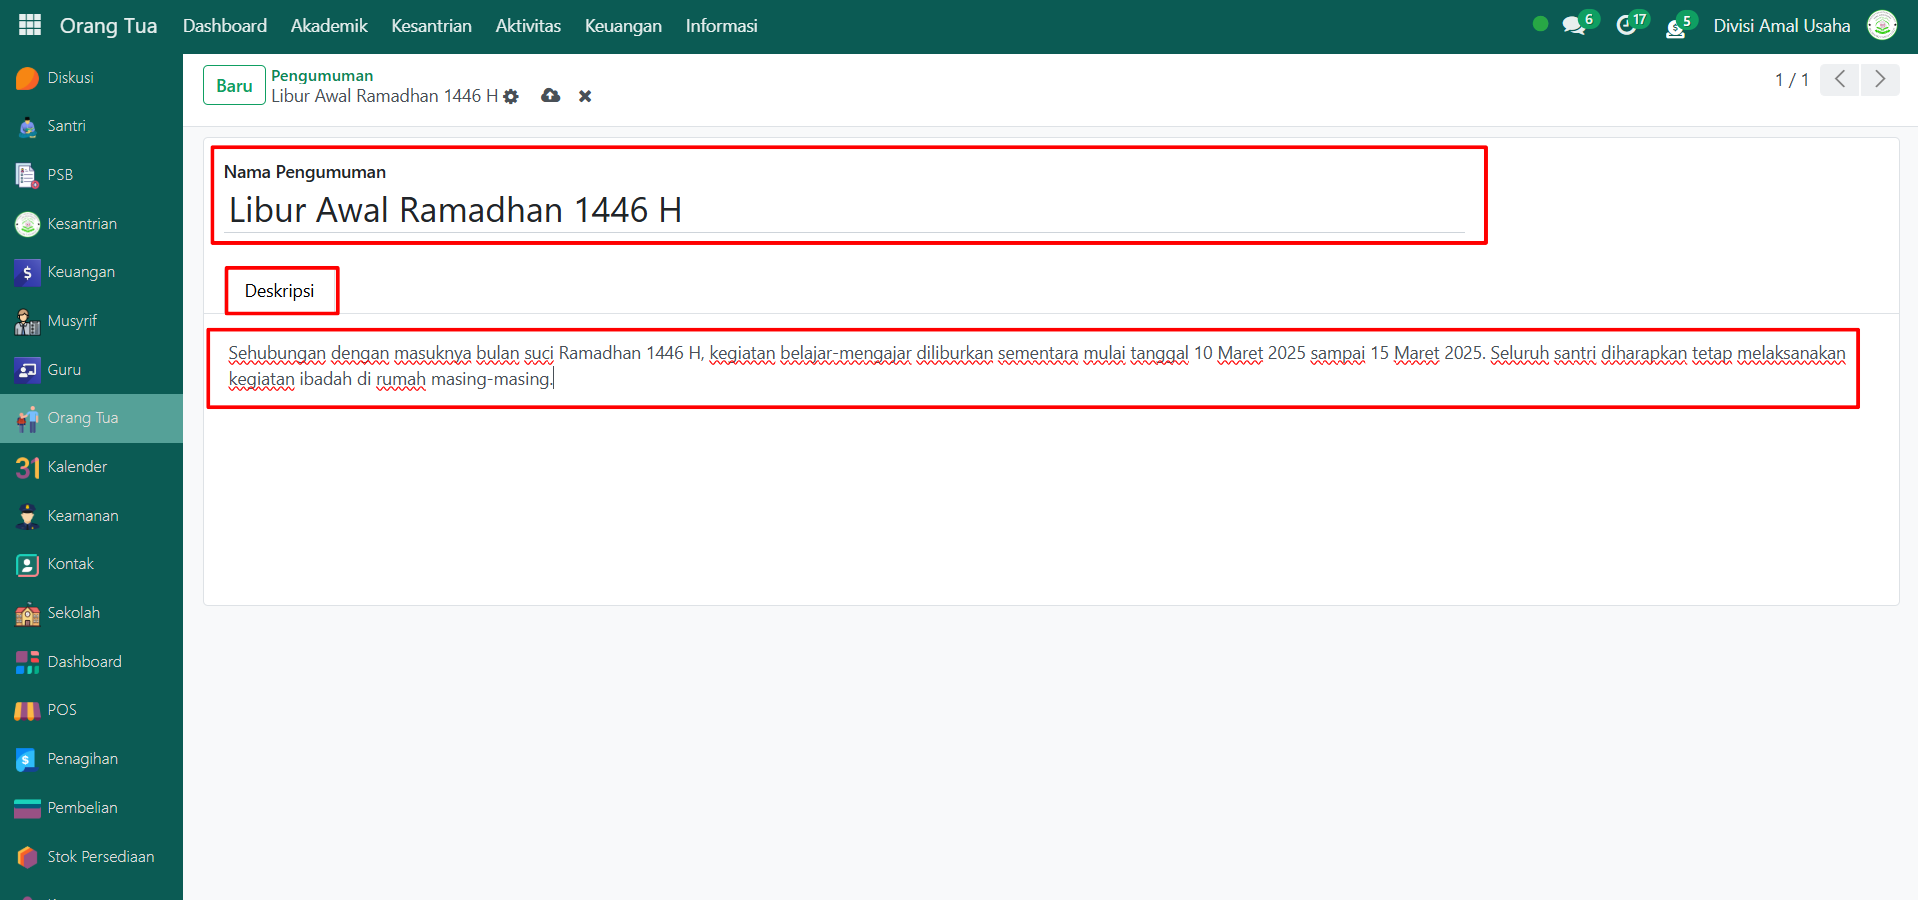 Orang Tua Dashboard Akademik Kesantrian Aktivitas Keuangan Informasi 6 17 5 Divisi Amal Usaha
Diskusi
Santri
PSB
Kesantrian
Keuangan
Musyrif
Guru
Orang Tua
31 Kalender
Keamanan
Kontak
Sekolah
Dashboard
POS
Penagihan
Pembelian
Stok Persediaan
Baru Pengumuman
Libur Awal Ramadhan 1446 H
1 / 1
Nama Pengumuman
Libur Awal Ramadhan 1446 H
Deskripsi
Sehubungan dengan masuknya bulan suci Ramadhan 1446 H, kegiatan belajar-mengajar diliburkan sementara mulai tanggal 10 Maret 2025 sampai 15 Maret 2025. Seluruh santri diharapkan tetap melaksanakan
kegiatan ibadah di rumah masing-masing.